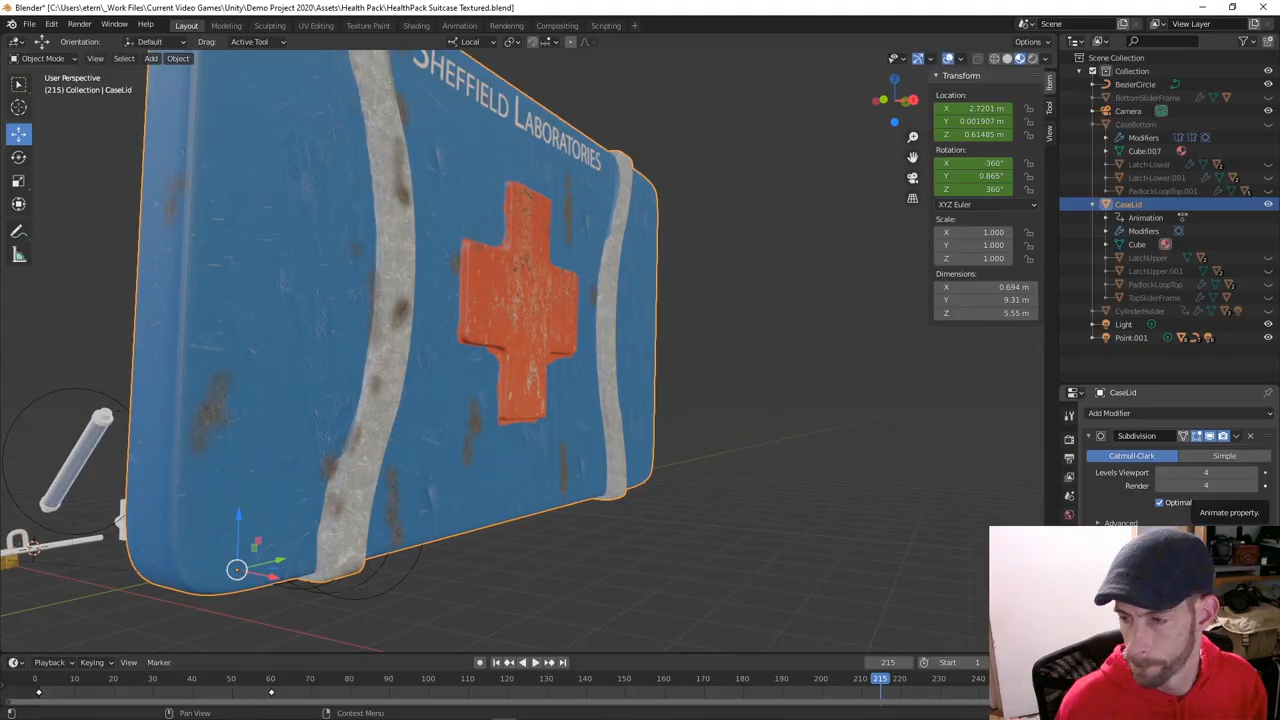 Blender* [C:\Users\etern\_Work Files\Current Video Games\Unity\Demo Project 2020\Assets\Health Pack\HealthPack Suitcase Textured.blend]
File Edit Render Window Help Layout Modeling Sculpting UV Editing Texture Paint Shading Animation Rendering Compositing Scripting Scene View Layer
Orientation: Default Drag: Active Tool Local Options
Object Mode View Select Add Object
User Perspective
(215) Collection | CaseLid
SHEFFIELD LABORATORIES
Transform
Location:
X 2.7201 m
Y 0.001907 m
Z 0.61485 m
Rotation:
X -360°
Y 0.865°
Z 360°
XYZ Euler
Scale:
X 1.000
Y 1.000
Z 1.000
Dimensions:
X 0.694 m
Y 9.31 m
Z 5.55 m
Item
Tool
View
Scene Collection
Collection
BezierCircle
BottomSliderFrame
Camera
CaseBottom
Modifiers
Cube.007
Latch-Lower
Latch-Lower.001
PadlockLoopTop.001
CaseLid
Animation
Modifiers
Cube
LatchUpper
LatchUpper.001
PadlockLoopTop
TopSliderFrame
CylinderHolder
Light
Point.001
CaseLid
Add Modifier
Subdivision
Catmull-Clark Simple
Levels Viewport 4
Render 4
Optimal
Animate property.
Advanced
Playback Keying View Marker 215 Start 1
0 10 20 30 40 50 60 70 80 90 100 110 120 130 140 150 160 170 180 190 200 210 215 220 230 240
Pan View Context Menu